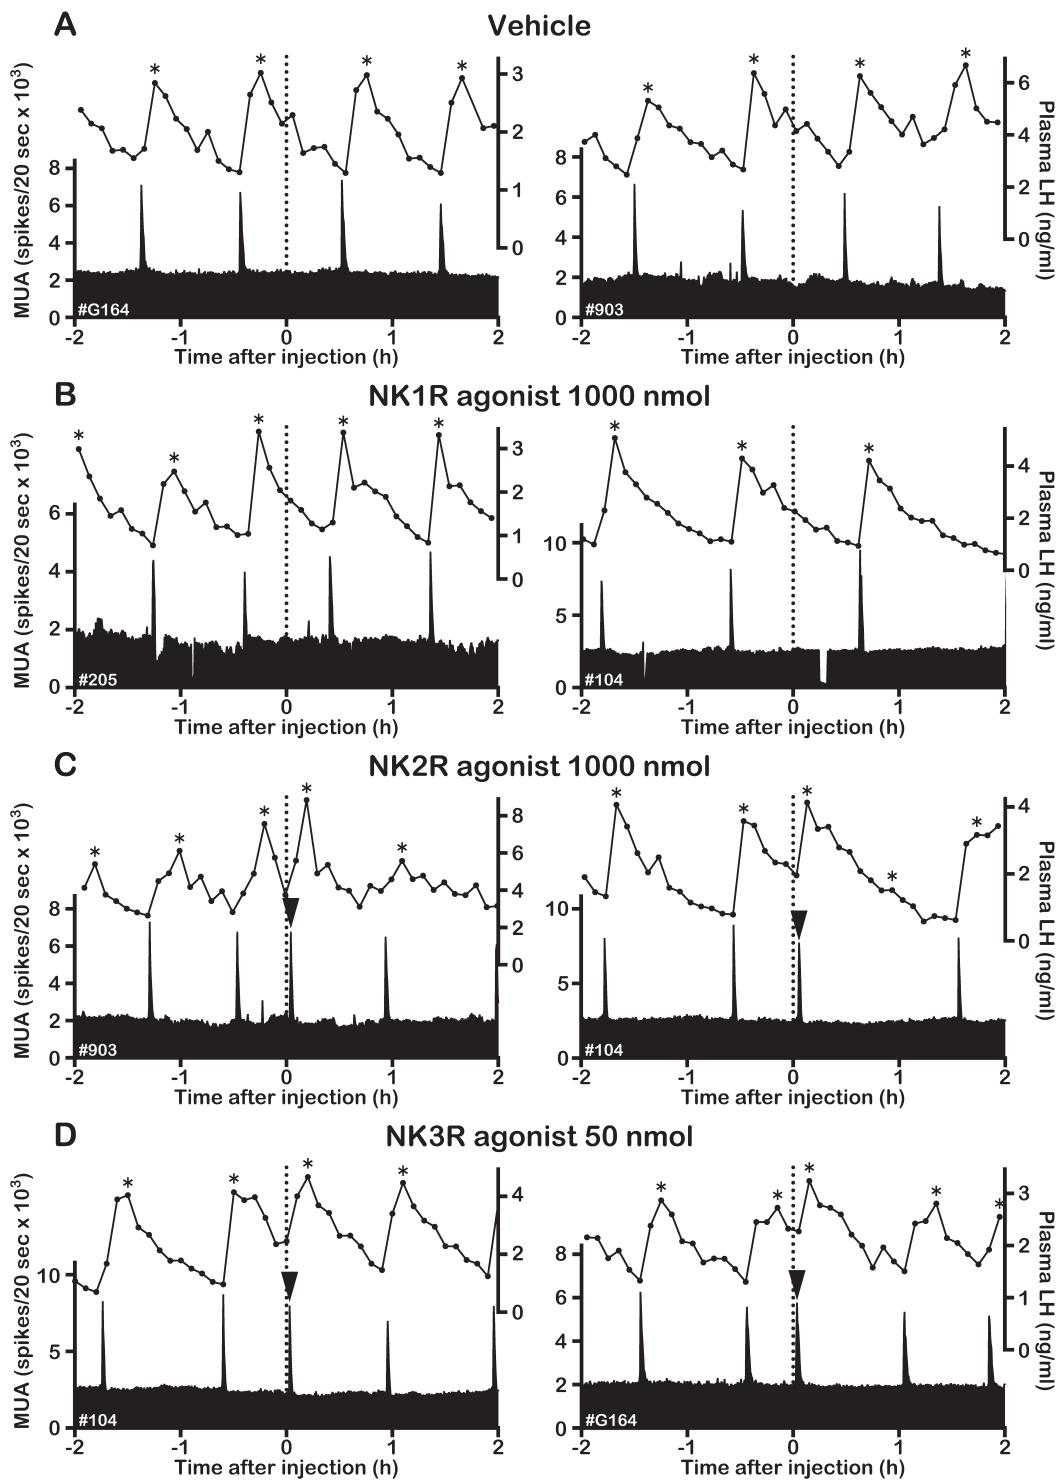 A Vehicle
MUA (spikes/20 sec x 10³)
8
6
4
2
0
3
2
1
0
* * * *
#G164
-2 -1 0 1 2
Time after injection (h)
8
6
4
2
0
6
4
2
0
* * * *
#903
-2 -1 0 1 2
Time after injection (h)
Plasma LH (ng/ml)
B NK1R agonist 1000 nmol
MUA (spikes/20 sec x 10³)
6
4
2
0
3
2
1
0
* * * * *
#205
-2 -1 0 1 2
Time after injection (h)
10
5
0
4
2
0
* * *
#104
-2 -1 0 1 2
Time after injection (h)
Plasma LH (ng/ml)
C NK2R agonist 1000 nmol
MUA (spikes/20 sec x 10³)
8
6
4
2
0
8
6
4
2
0
* * * * *
#903
-2 -1 0 1 2
Time after injection (h)
10
5
0
4
2
0
* * * * *
#104
-2 -1 0 1 2
Time after injection (h)
Plasma LH (ng/ml)
D NK3R agonist 50 nmol
MUA (spikes/20 sec x 10³)
10
5
0
4
2
0
* * * *
#104
-2 -1 0 1 2
Time after injection (h)
8
6
4
2
0
3
2
1
0
* * * * *
#G164
-2 -1 0 1 2
Time after injection (h)
Plasma LH (ng/ml)